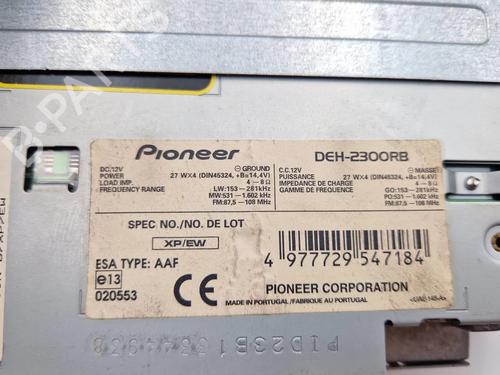 Pioneer
DEH-2300RB
DC.12V ⊖GROUND
POWER 27 WX4 (DIN45324, +B=14,4V)
LOAD IMP. 4 – 8 Ω
FREQUENCY RANGE LW:153 – 281kHz
MW:531 – 1.602 kHz
FM:87,5 – 108 MHz
C.C.12V ⊖MASSE
PUISSANCE 27 WX4 (DIN45324, +B=14,4V)
IMPEDANCE DE CHARGE 4 – 8 Ω
GAMME DE FREQUENCE GO:153 – 281kHz
PO:531 – 1.602 kHz
FM:87,5 – 108 MHz
SPEC NO./NO. DE LOT
XP/EW
ESA TYPE: AAF
e13
020553
CE
4 977729 547184
PIONEER CORPORATION
MADE IN PORTUGAL/FABRIQUE AU PORTUGAL
B-PARTS